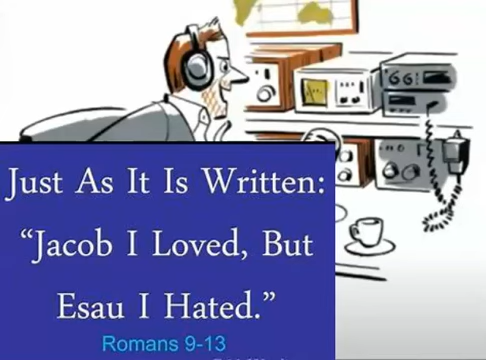 Just As It Is Written:
“Jacob I Loved, But
Esau I Hated.”
Romans 9-13